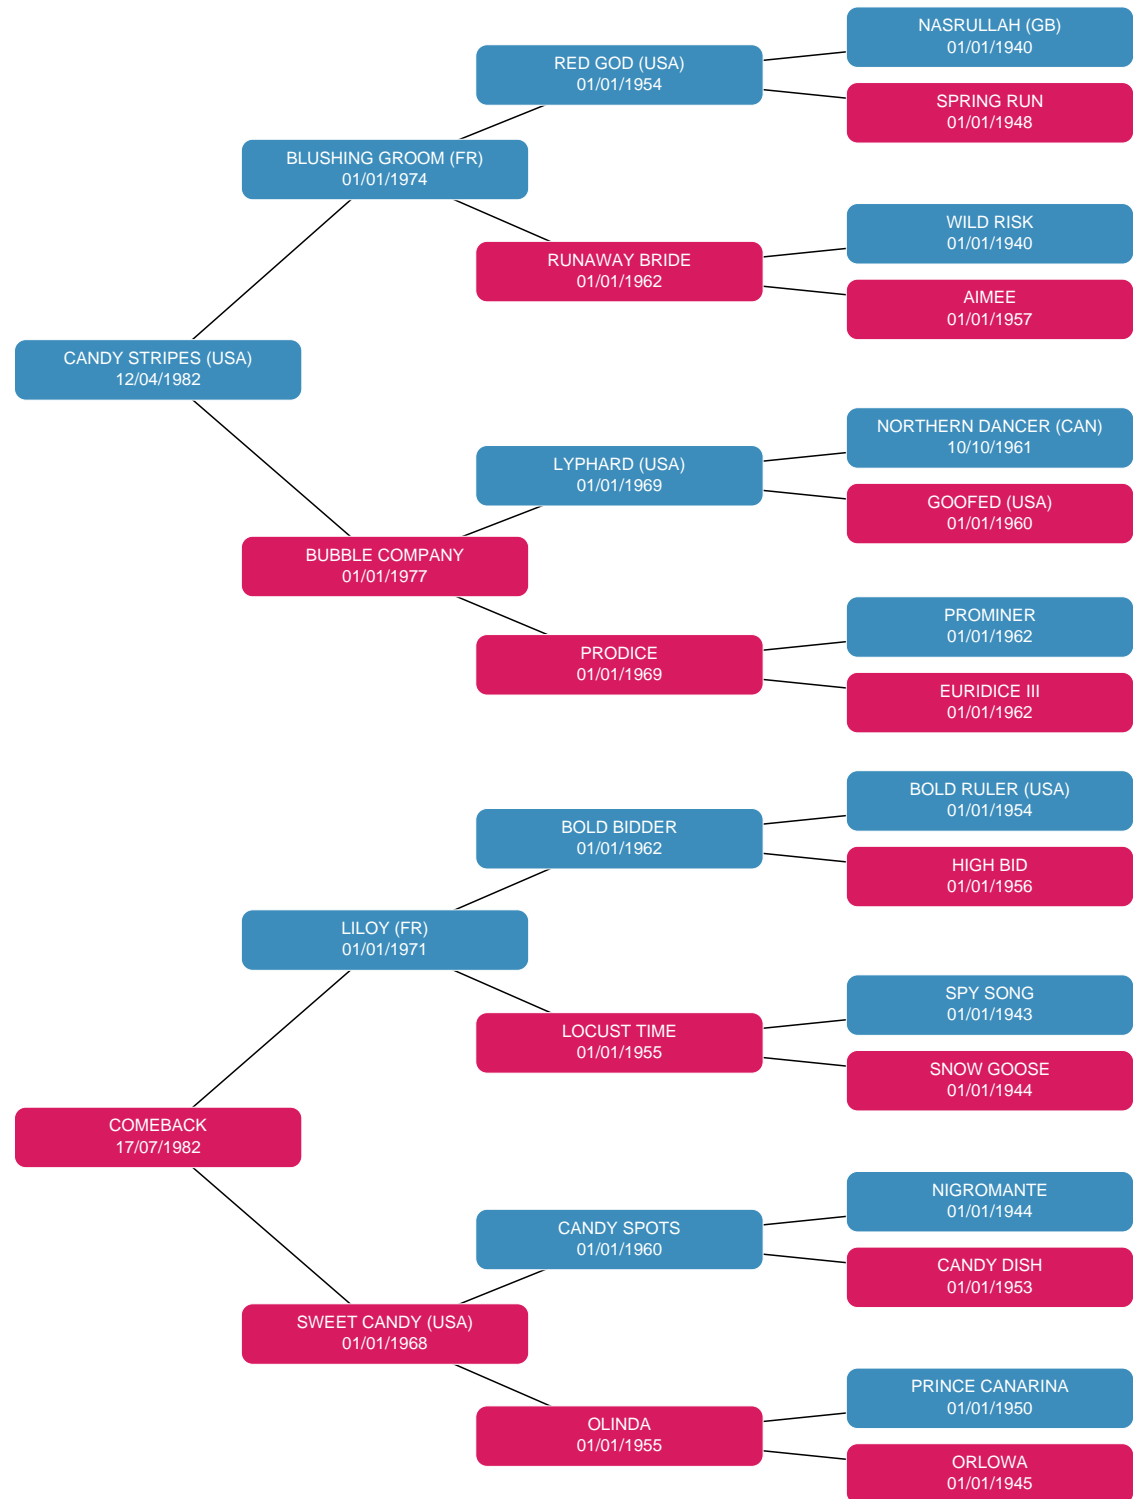 NASRULLAH (GB)
01/01/1940
RED GOD (USA)
01/01/1954
SPRING RUN
01/01/1948
BLUSHING GROOM (FR)
01/01/1974
WILD RISK
01/01/1940
RUNAWAY BRIDE
01/01/1962
AIMEE
01/01/1957
CANDY STRIPES (USA)
12/04/1982
NORTHERN DANCER (CAN)
10/10/1961
LYPHARD (USA)
01/01/1969
GOOFED (USA)
01/01/1960
BUBBLE COMPANY
01/01/1977
PROMINER
01/01/1962
PRODICE
01/01/1969
EURIDICE III
01/01/1962
BOLD RULER (USA)
01/01/1954
BOLD BIDDER
01/01/1962
HIGH BID
01/01/1956
LILOY (FR)
01/01/1971
SPY SONG
01/01/1943
LOCUST TIME
01/01/1955
SNOW GOOSE
01/01/1944
COMEBACK
17/07/1982
NIGROMANTE
01/01/1944
CANDY SPOTS
01/01/1960
CANDY DISH
01/01/1953
SWEET CANDY (USA)
01/01/1968
PRINCE CANARINA
01/01/1950
OLINDA
01/01/1955
ORLOWA
01/01/1945